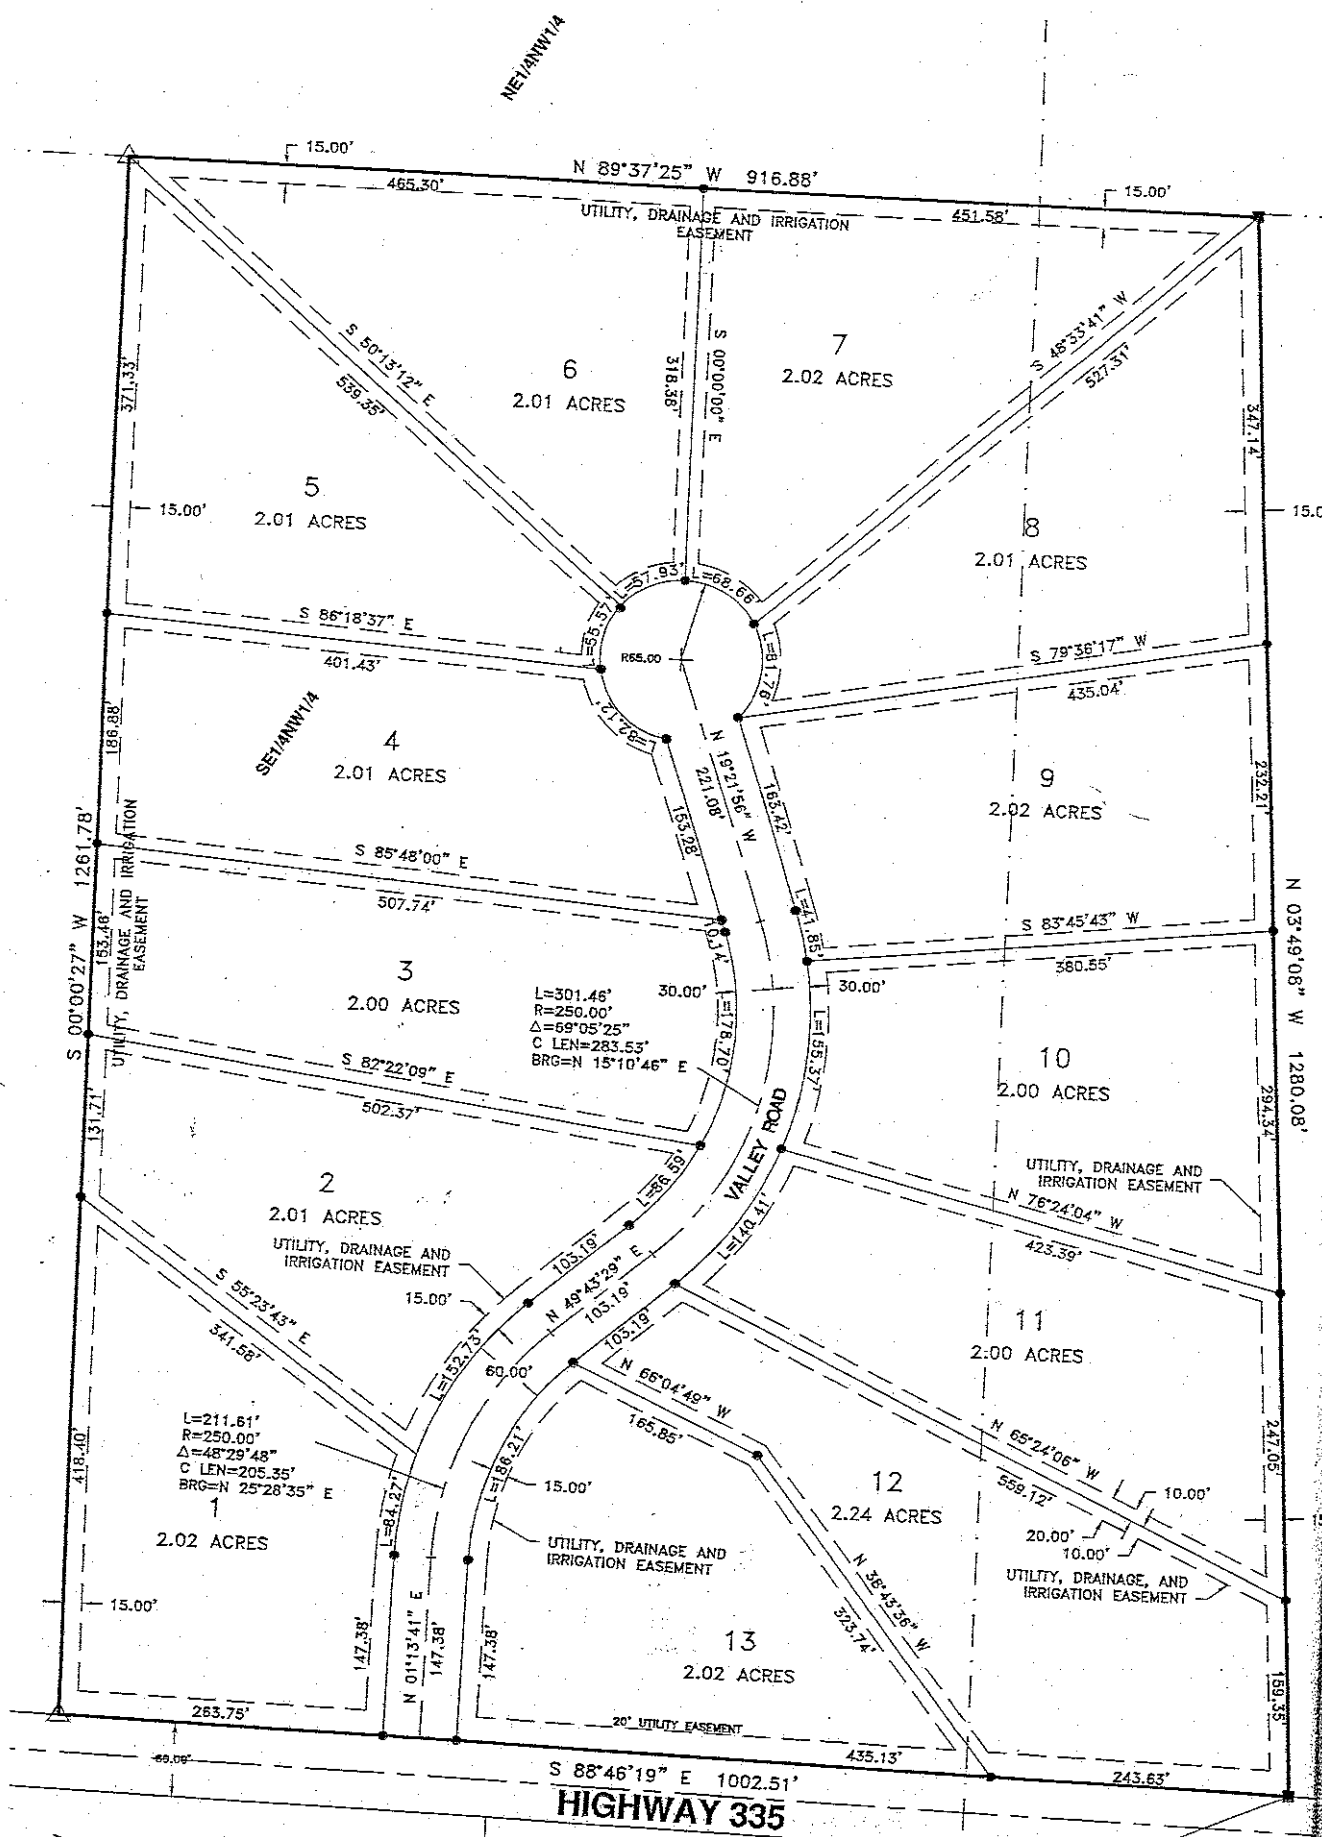 NE1/4NW1/4
15.00'
N 89°37'25" W 916.88'
465.30'
15.00'
UTILITY, DRAINAGE AND IRRIGATION
EASEMENT
451.58'
S 50°13'12" E
539.35'
S 00°00'00" E
318.38'
S 48°33'41" W
527.31'
371.33'
347.14'
6
2.01 ACRES
7
2.02 ACRES
5
2.01 ACRES
15.00'
8
2.01 ACRES
L=57.93'
L=68.66'
L=55.57'
L=81.76'
L=82.12'
R65.00
S 86°18'37" E
401.43'
S 79°36'17" W
435.04'
SE1/4NW1/4
186.88'
4
2.01 ACRES
N 19°21'56" W
221.08'
163.42'
153.28'
9
2.02 ACRES
232.21'
S 85°48'00" E
507.74'
10.14'
L=41.85'
S 83°45'43" W
380.55'
S 00°00'27" W 1261.78'
153.46'
UTILITY, DRAINAGE AND IRRIGATION
EASEMENT
N 03°49'08" W 1280.08'
3
2.00 ACRES
30.00'
30.00'
L=301.46'
R=250.00'
Δ=69°05'25"
C LEN=283.53'
BRG=N 15°10'46" E
L=178.70'
L=155.37'
10
2.00 ACRES
294.34'
S 82°22'09" E
502.37'
131.71'
VALLEY ROAD
L=86.59'
L=140.41'
UTILITY, DRAINAGE AND
IRRIGATION EASEMENT
N 76°24'04" W
423.39'
2
2.01 ACRES
UTILITY, DRAINAGE AND
IRRIGATION EASEMENT
15.00'
103.19'
N 49°43'29" E
103.19'
103.19'
S 55°23'43" E
341.58'
11
2.00 ACRES
L=152.73'
60.00'
N 66°04'49" W
165.85'
N 65°24'06" W
559.12'
247.05'
418.40'
L=211.61'
R=250.00'
Δ=48°29'48"
C LEN=205.35'
BRG=N 25°28'35" E
1
2.02 ACRES
L=84.27'
L=186.21'
15.00'
12
2.24 ACRES
10.00'
20.00'
10.00'
UTILITY, DRAINAGE AND
IRRIGATION EASEMENT
UTILITY, DRAINAGE, AND
IRRIGATION EASEMENT
15.00'
147.38'
N 01°13'41" E
147.38'
147.38'
13
2.02 ACRES
N 38°43'36" W
323.74'
159.35'
263.75'
20' UTILITY EASEMENT
435.13'
243.63'
S 88°46'19" E 1002.51'
HIGHWAY 335